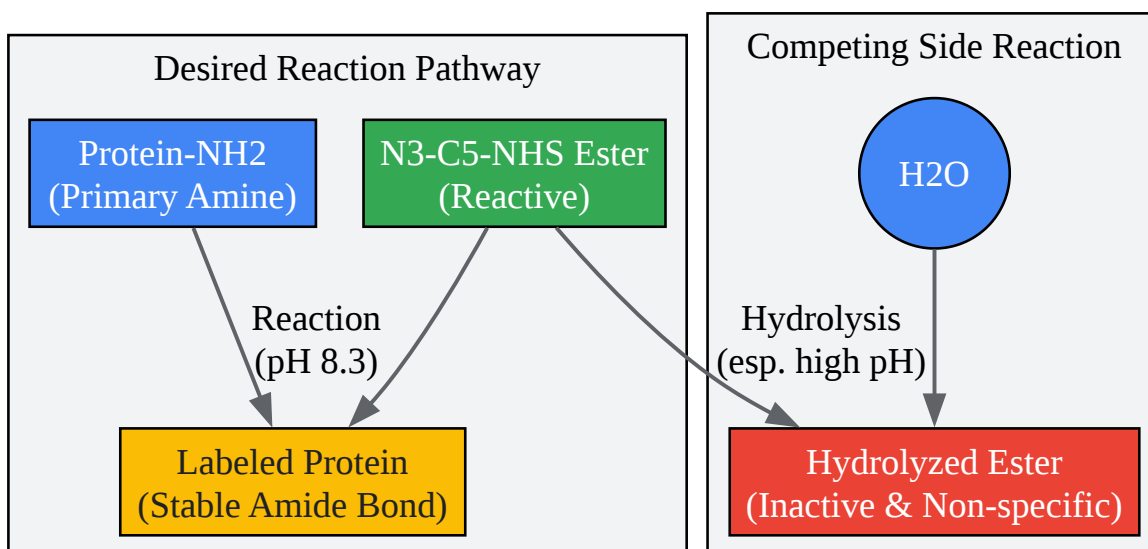 Desired Reaction Pathway
Protein-NH2
(Primary Amine)
N3-C5-NHS Ester
(Reactive)
Reaction
(pH 8.3)
Labeled Protein
(Stable Amide Bond)
Competing Side Reaction
H2O
Hydrolysis
(esp. high pH)
Hydrolyzed Ester
(Inactive & Non-specific)